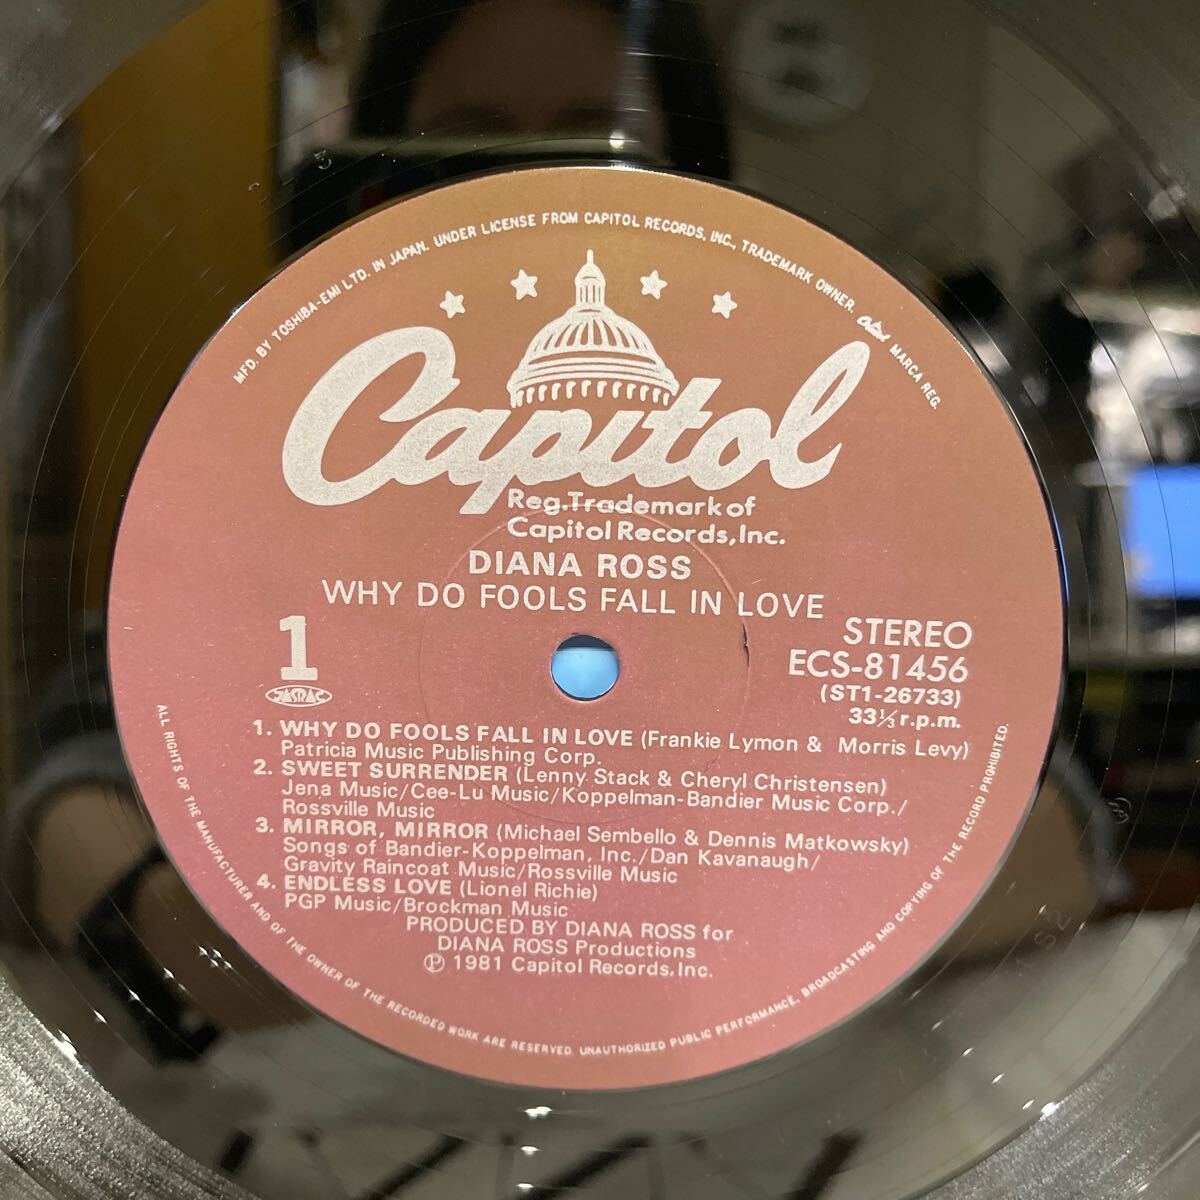 MFD. BY TOSHIBA-EMI LTD. IN JAPAN. UNDER LICENSE FROM CAPITOL RECORDS, INC., TRADEMARK OWNER. Capitol MARCA REG.
Capitol
Reg.Trademark of
Capitol Records,Inc.
DIANA ROSS
WHY DO FOOLS FALL IN LOVE
1
JASRAC
STEREO
ECS-81456
(ST1-26733)
33⅓r.p.m.
1. WHY DO FOOLS FALL IN LOVE (Frankie Lymon & Morris Levy)
Patricia Music Publishing Corp.
2. SWEET SURRENDER (Lenny Stack & Cheryl Christensen)
Jena Music/Cee-Lu Music/Koppelman-Bandier Music Corp./
Rossville Music
3. MIRROR, MIRROR (Michael Sembello & Dennis Matkowsky)
Songs of Bandier-Koppelman, Inc./Dan Kavanaugh/
Gravity Raincoat Music/Rossville Music
4. ENDLESS LOVE (Lionel Richie)
PGP Music/Brockman Music
PRODUCED BY DIANA ROSS for
DIANA ROSS Productions
Ⓟ 1981 Capitol Records, Inc.
ALL RIGHTS OF THE MANUFACTURER AND OF THE OWNER OF THE RECORDED WORK ARE RESERVED. UNAUTHORIZED PUBLIC PERFORMANCE, BROADCASTING AND COPYING OF THE RECORD PROHIBITED.